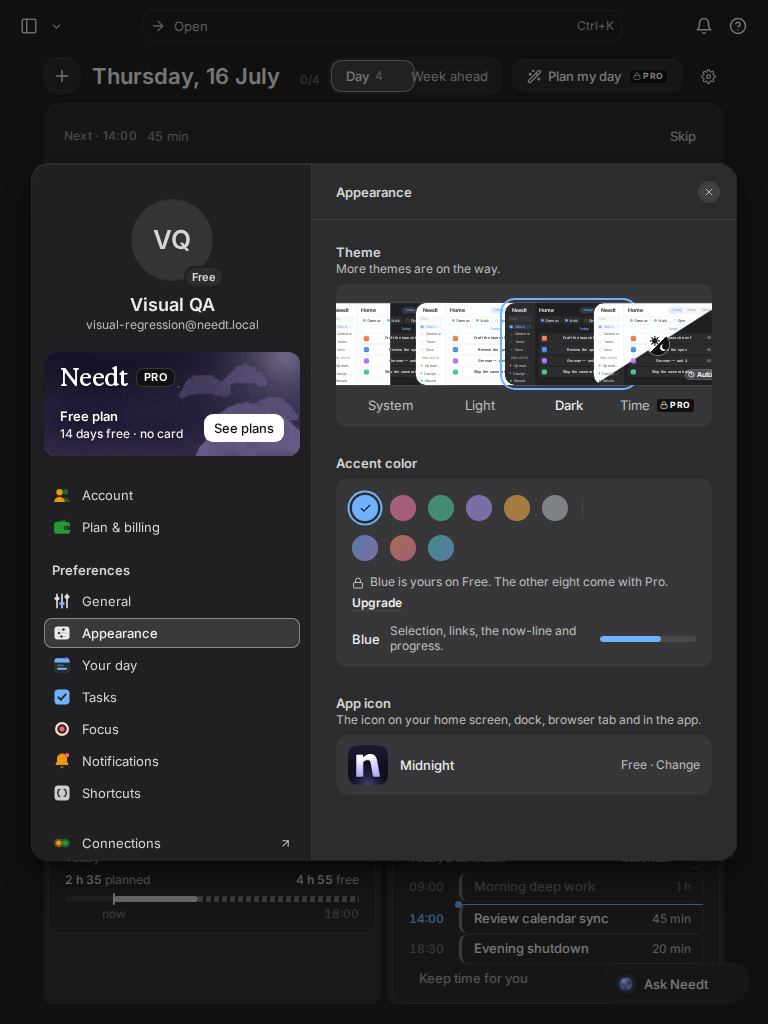 Open
Ctrl+K
Thursday, 16 July
0/4
Day 4
Week ahead
Plan my day
PRO
Next · 14:00 45 min
Skip
VQ
Free
Visual QA
visual-regression@needt.local
Needt PRO
Free plan
14 days free · no card
See plans
Account
Plan & billing
Preferences
General
Appearance
Your day
Tasks
Focus
Notifications
Shortcuts
Connections
Appearance
Theme
More themes are on the way.
Home
Home
Home
Home
System
Light
Dark
Time PRO
Accent color
Blue is yours on Free. The other eight come with Pro.
Upgrade
Blue
Selection, links, the now-line and
progress.
App icon
The icon on your home screen, dock, browser tab and in the app.
n
Midnight
Free · Change
2 h 35 planned
4 h 55 free
now
18:00
09:00 Morning deep work 1 h
14:00 Review calendar sync 45 min
18:30 Evening shutdown 20 min
Keep time for you
Ask Needt